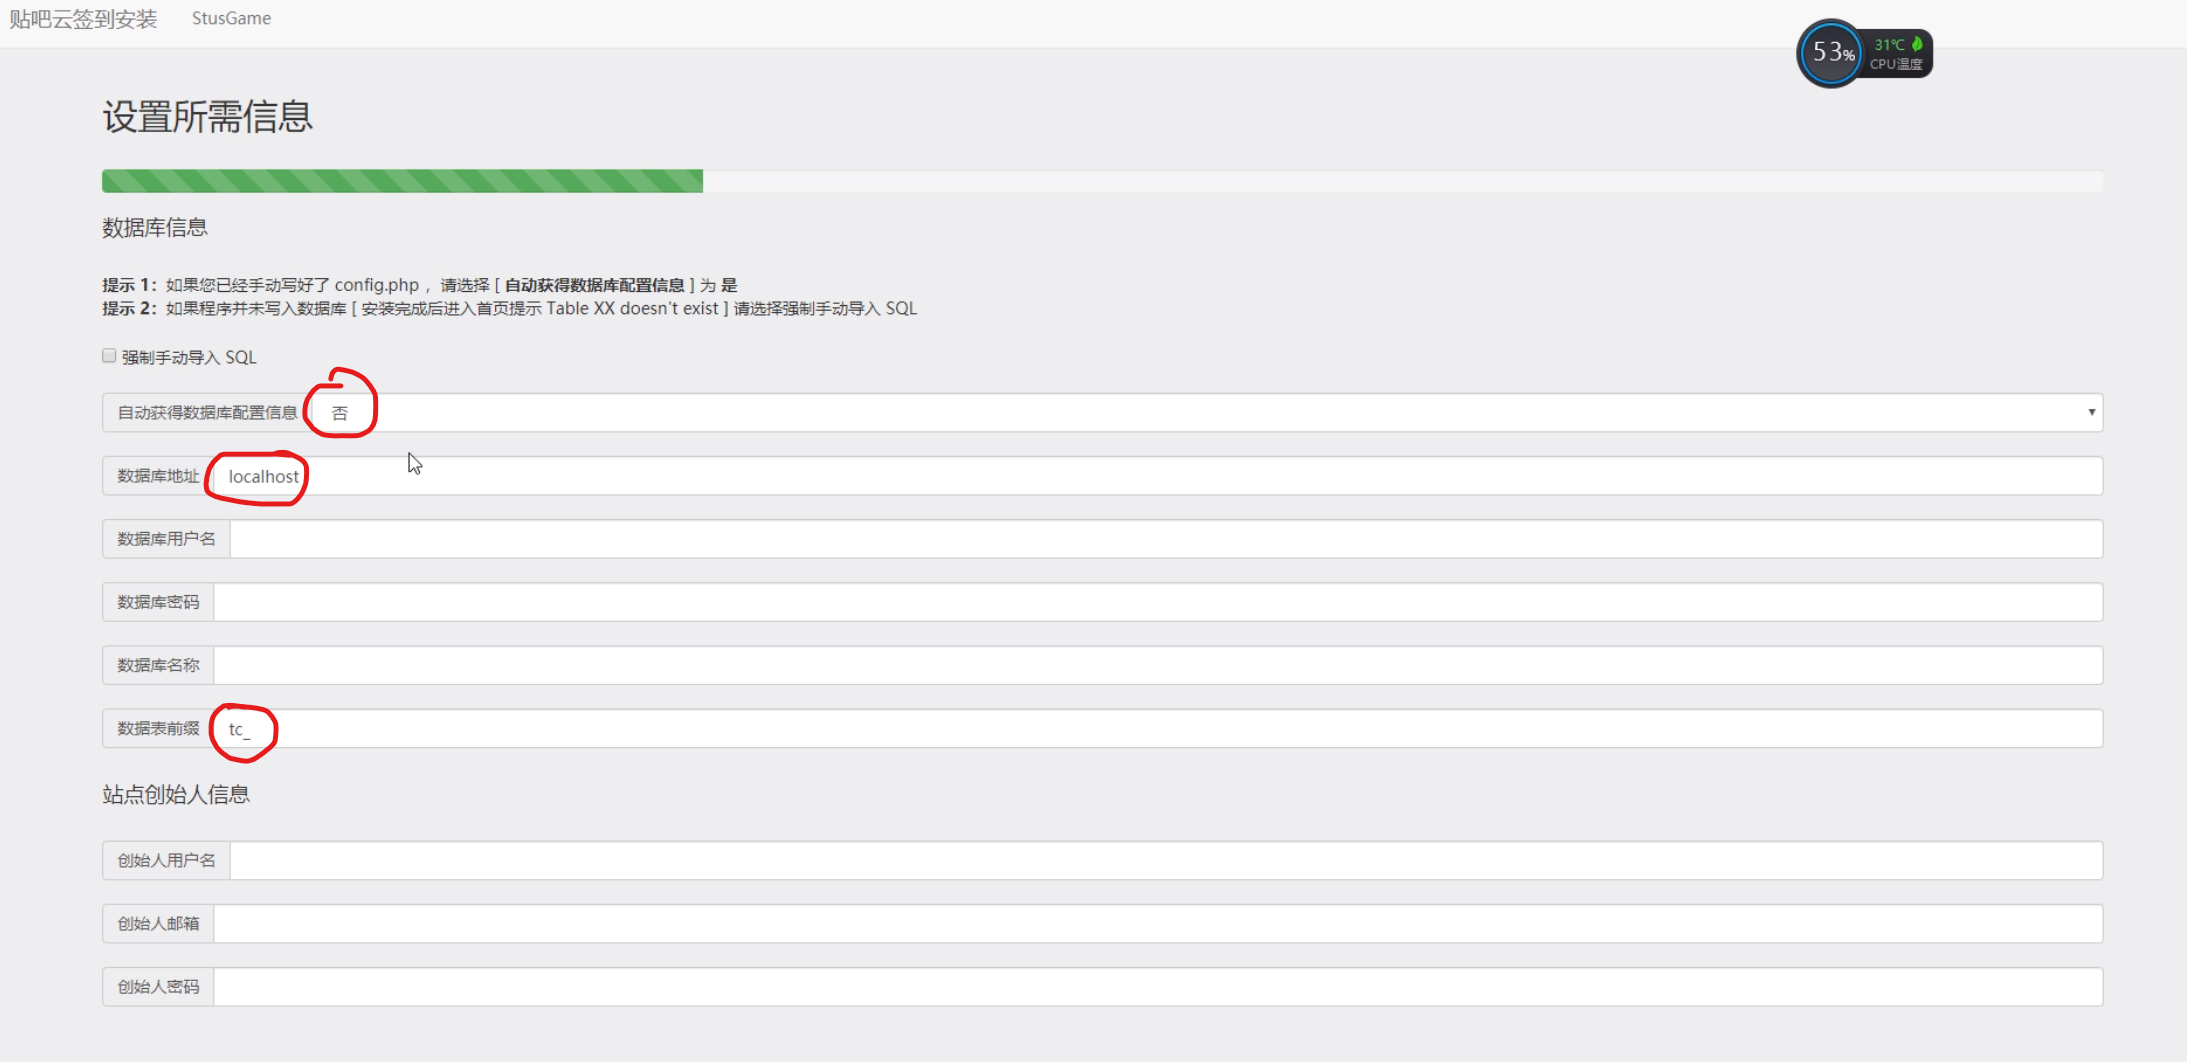 贴吧云签到安装 StusGame
53% 31℃
CPU温度
设置所需信息
数据库信息
提示 1：如果您已经手动写好了 config.php ，请选择 [ 自动获得数据库配置信息 ] 为 是
提示 2：如果程序并未写入数据库 [ 安装完成后进入首页提示 Table XX doesn't exist ] 请选择强制手动导入 SQL
强制手动导入 SQL
自动获得数据库配置信息 否
数据库地址 localhost
数据库用户名
数据库密码
数据库名称
数据表前缀 tc_
站点创始人信息
创始人用户名
创始人邮箱
创始人密码